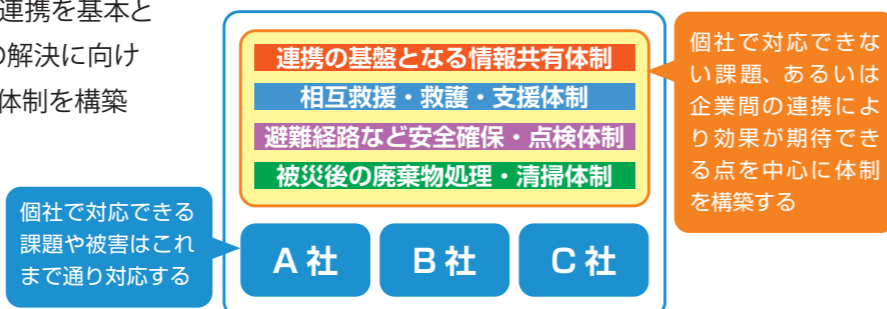 連携を基本と
の解決に向け
体制を構築
連携の基盤となる情報共有体制
相互救援・救護・支援体制
避難経路など安全確保・点検体制
被災後の廃棄物処理・清掃体制
個社で対応できな
い課題、あるいは
企業間の連携によ
り効果が期待でき
る点を中心に体制
を構築する
個社で対応できる
課題や被害はこれ
まで通り対応する
A社
B社
C社